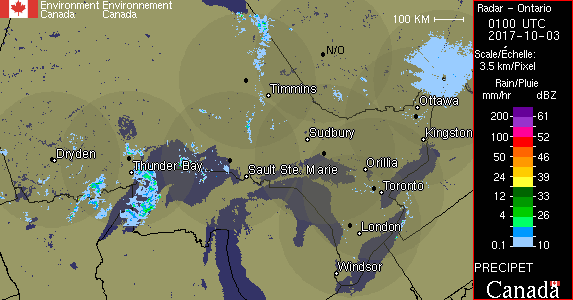 Environment Environnement
Canada Canada
100 KM
N/O
Timmins
Ottawa
Sudbury
Kingston
Dryden
Thunder Bay
Sault Ste. Marie
Orillia
Toronto
London
Windsor
Radar - Ontario
0100 UTC
2017-10-03
Scale/Échelle:
3.5 km/Pixel
Rain/Pluie
mm/hr dBZ
200 61
100 52
50 46
24 39
12 33
4 26
0.1 10
PRECIPET
Canada